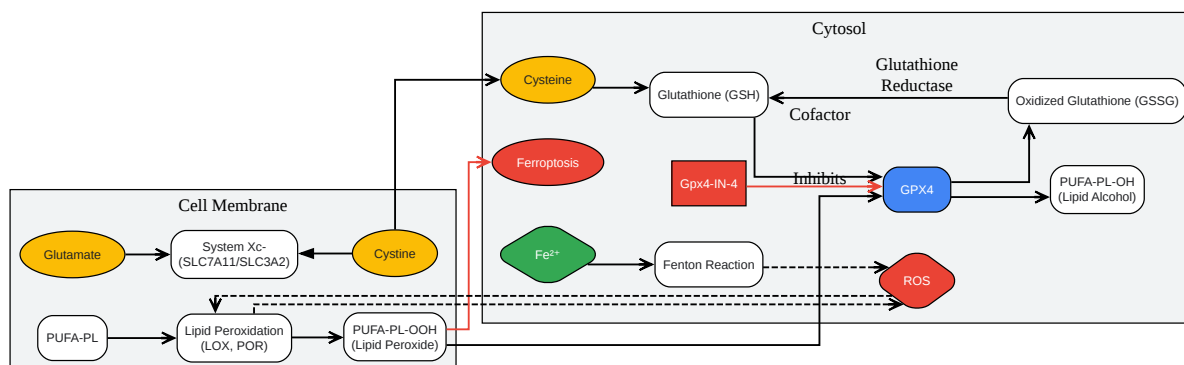 Cytosol
Cysteine
Glutathione (GSH)
Glutathione
Reductase
Oxidized Glutathione (GSSG)
Cofactor
Ferroptosis
Gpx4-IN-4
Inhibits
GPX4
PUFA-PL-OH
(Lipid Alcohol)
Cell Membrane
Glutamate
System Xc-
(SLC7A11/SLC3A2)
Cystine
Fe²⁺
Fenton Reaction
ROS
PUFA-PL
Lipid Peroxidation
(LOX, POR)
PUFA-PL-OOH
(Lipid Peroxide)